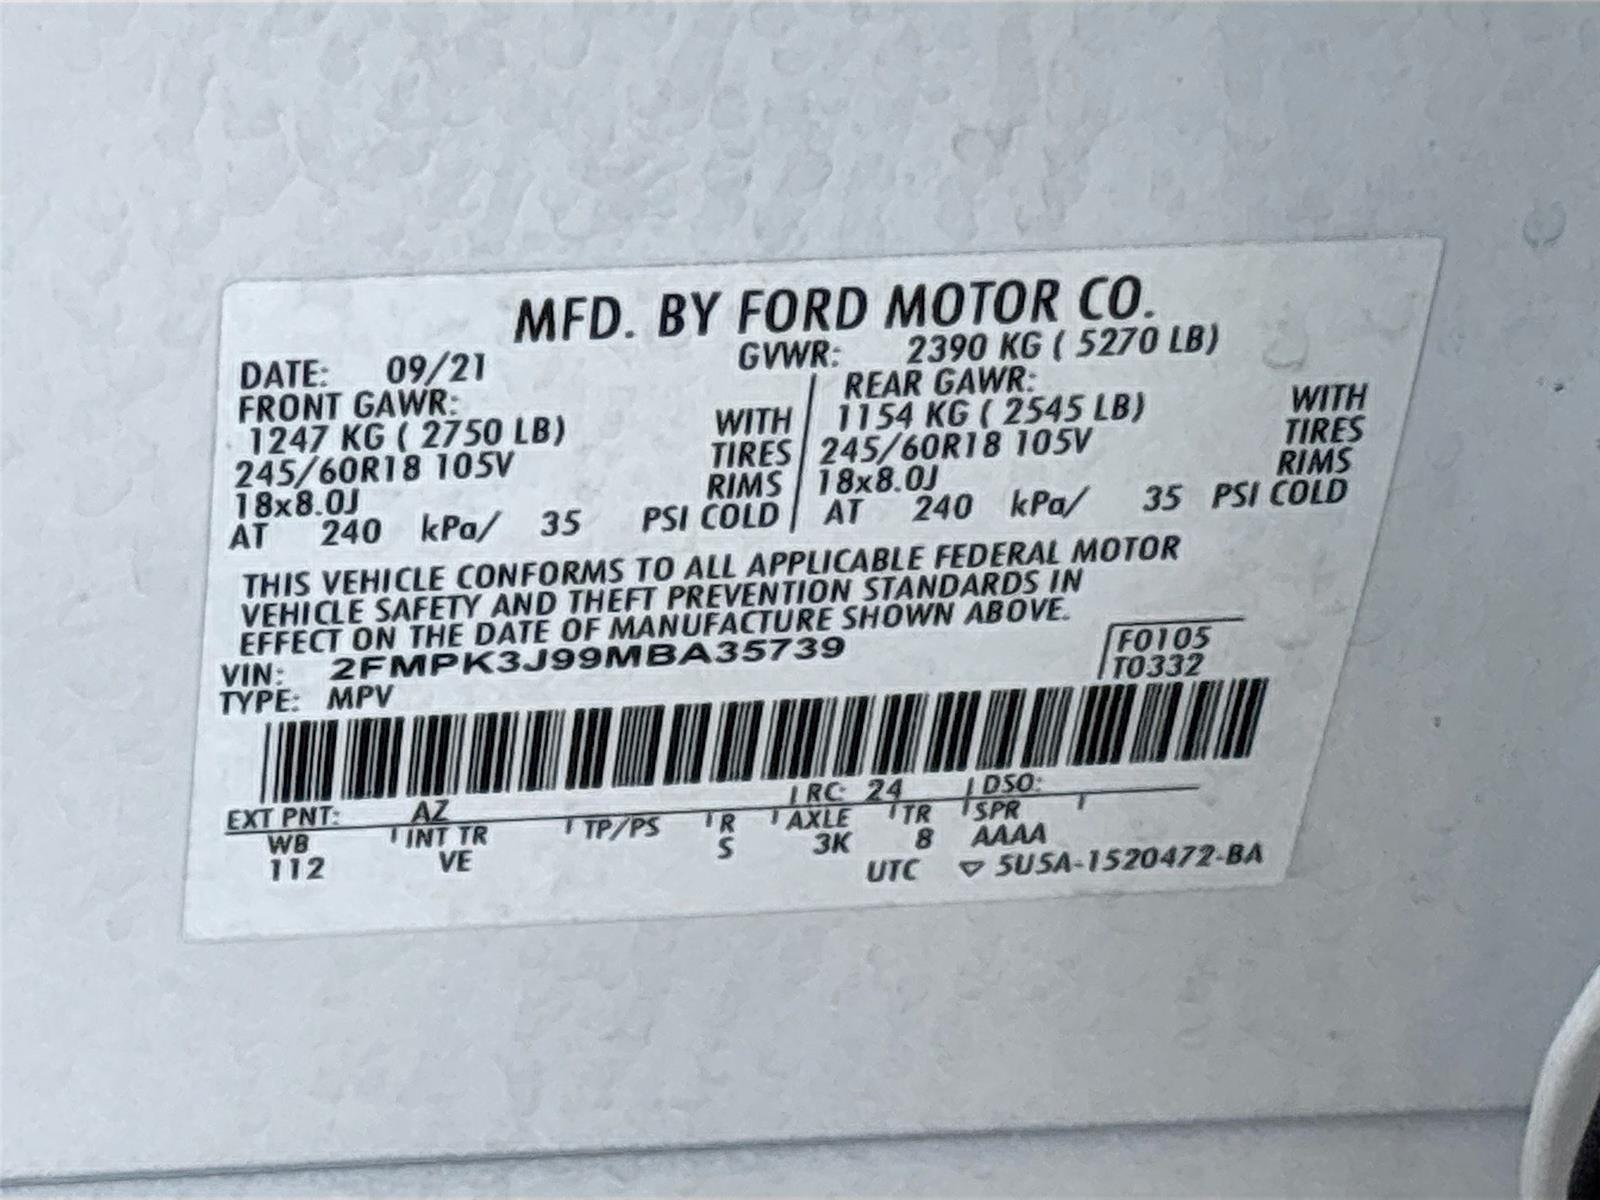 MFD. BY FORD MOTOR CO.
DATE: 09/21 GVWR: 2390 KG ( 5270 LB)
FRONT GAWR: REAR GAWR:
1247 KG ( 2750 LB) WITH 1154 KG ( 2545 LB) WITH
245/60R18 105V TIRES 245/60R18 105V TIRES
18x8.0J RIMS 18x8.0J RIMS
AT 240 kPa/ 35 PSI COLD AT 240 kPa/ 35 PSI COLD
THIS VEHICLE CONFORMS TO ALL APPLICABLE FEDERAL MOTOR
VEHICLE SAFETY AND THEFT PREVENTION STANDARDS IN
EFFECT ON THE DATE OF MANUFACTURE SHOWN ABOVE.
VIN: 2FMPK3J99MBA35739 F0105
TYPE: MPV T0332
EXT PNT: AZ RC: 24 DSO:
WB INT TR TP/PS R AXLE TR SPR
112 VE S 3K 8 AAAA
UTC ▽ 5U5A-1520472-BA